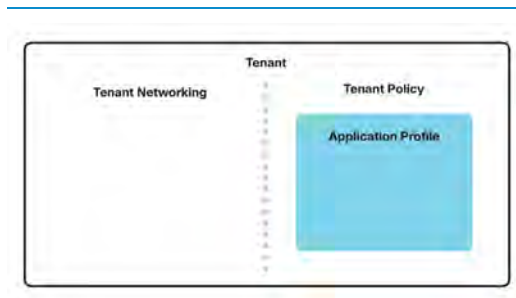 Tenant
Tenant Networking
Tenant Policy
Application Profile